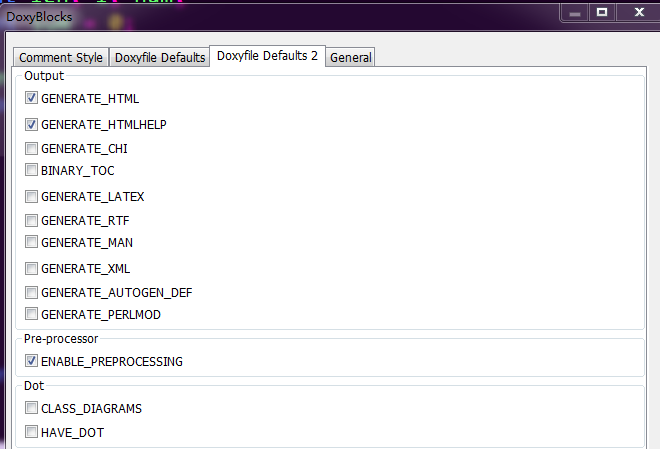 DoxyBlocks
Comment Style Doxyfile Defaults Doxyfile Defaults 2 General
Output
GENERATE_HTML
GENERATE_HTMLHELP
GENERATE_CHI
BINARY_TOC
GENERATE_LATEX
GENERATE_RTF
GENERATE_MAN
GENERATE_XML
GENERATE_AUTOGEN_DEF
GENERATE_PERLMOD
Pre-processor
ENABLE_PREPROCESSING
Dot
CLASS_DIAGRAMS
HAVE_DOT